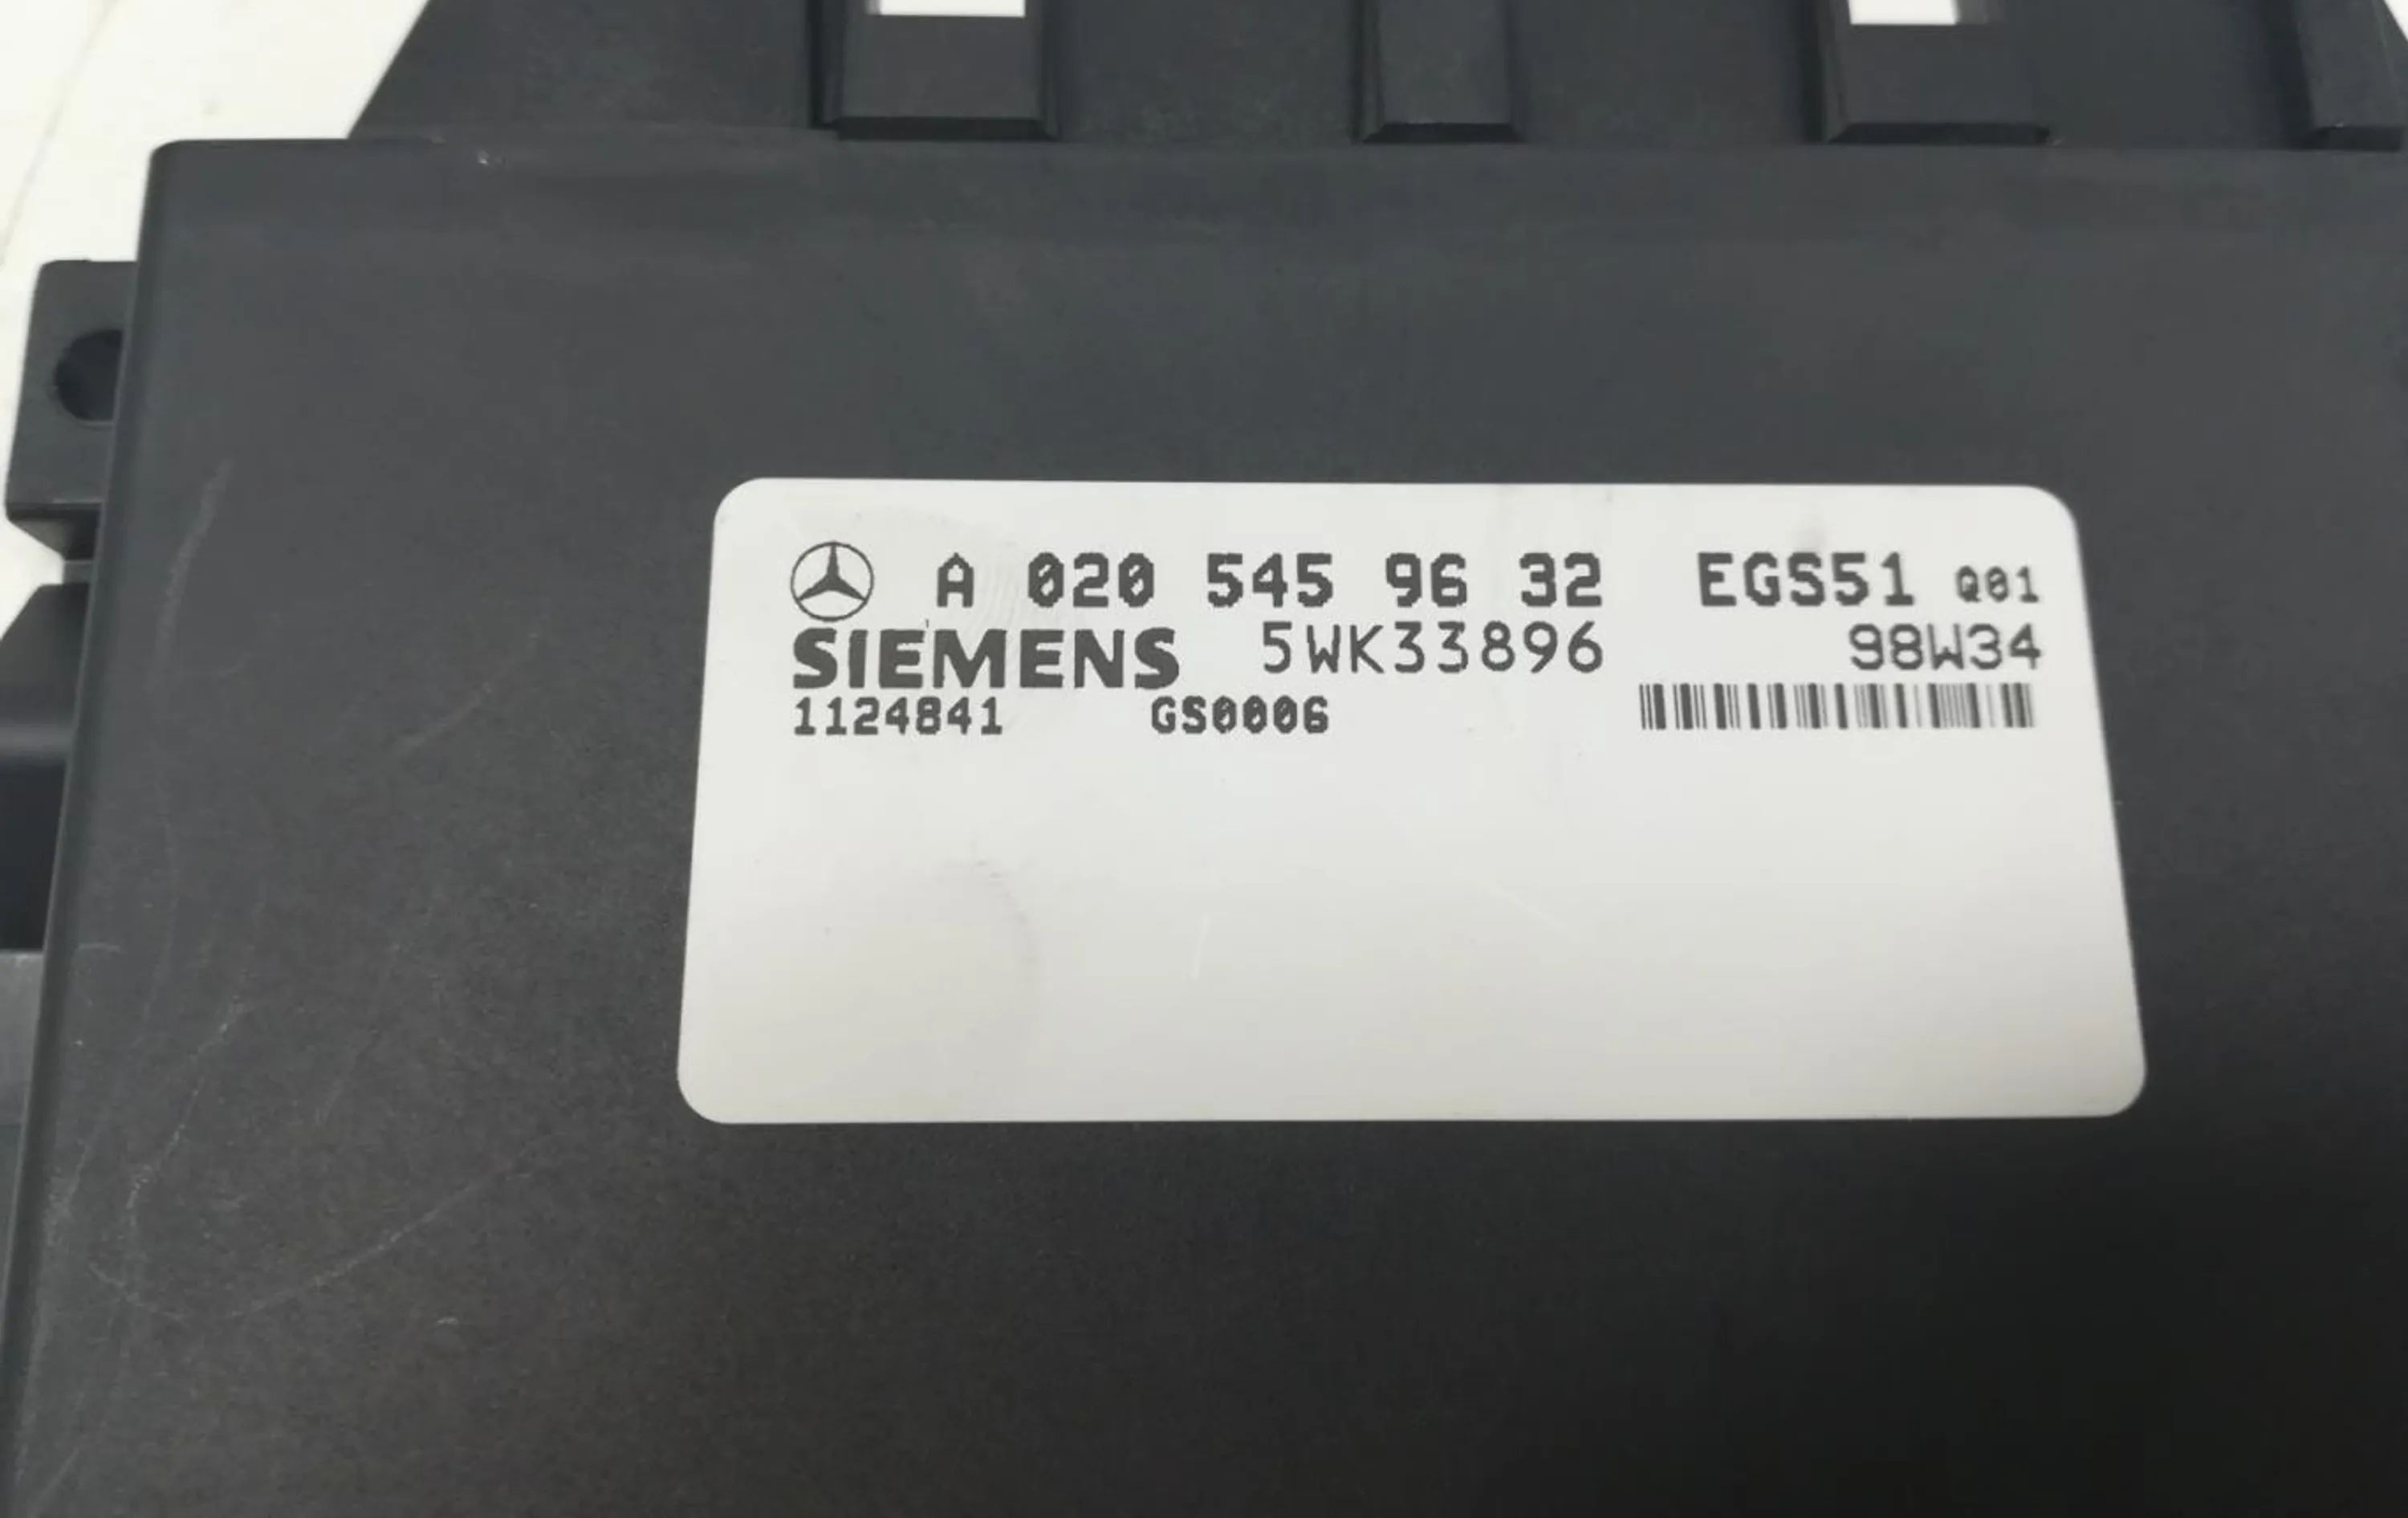 A 020 545 96 32 EGS51 Q01
SIEMENS 5WK33896 98W34
1124841 GS0006